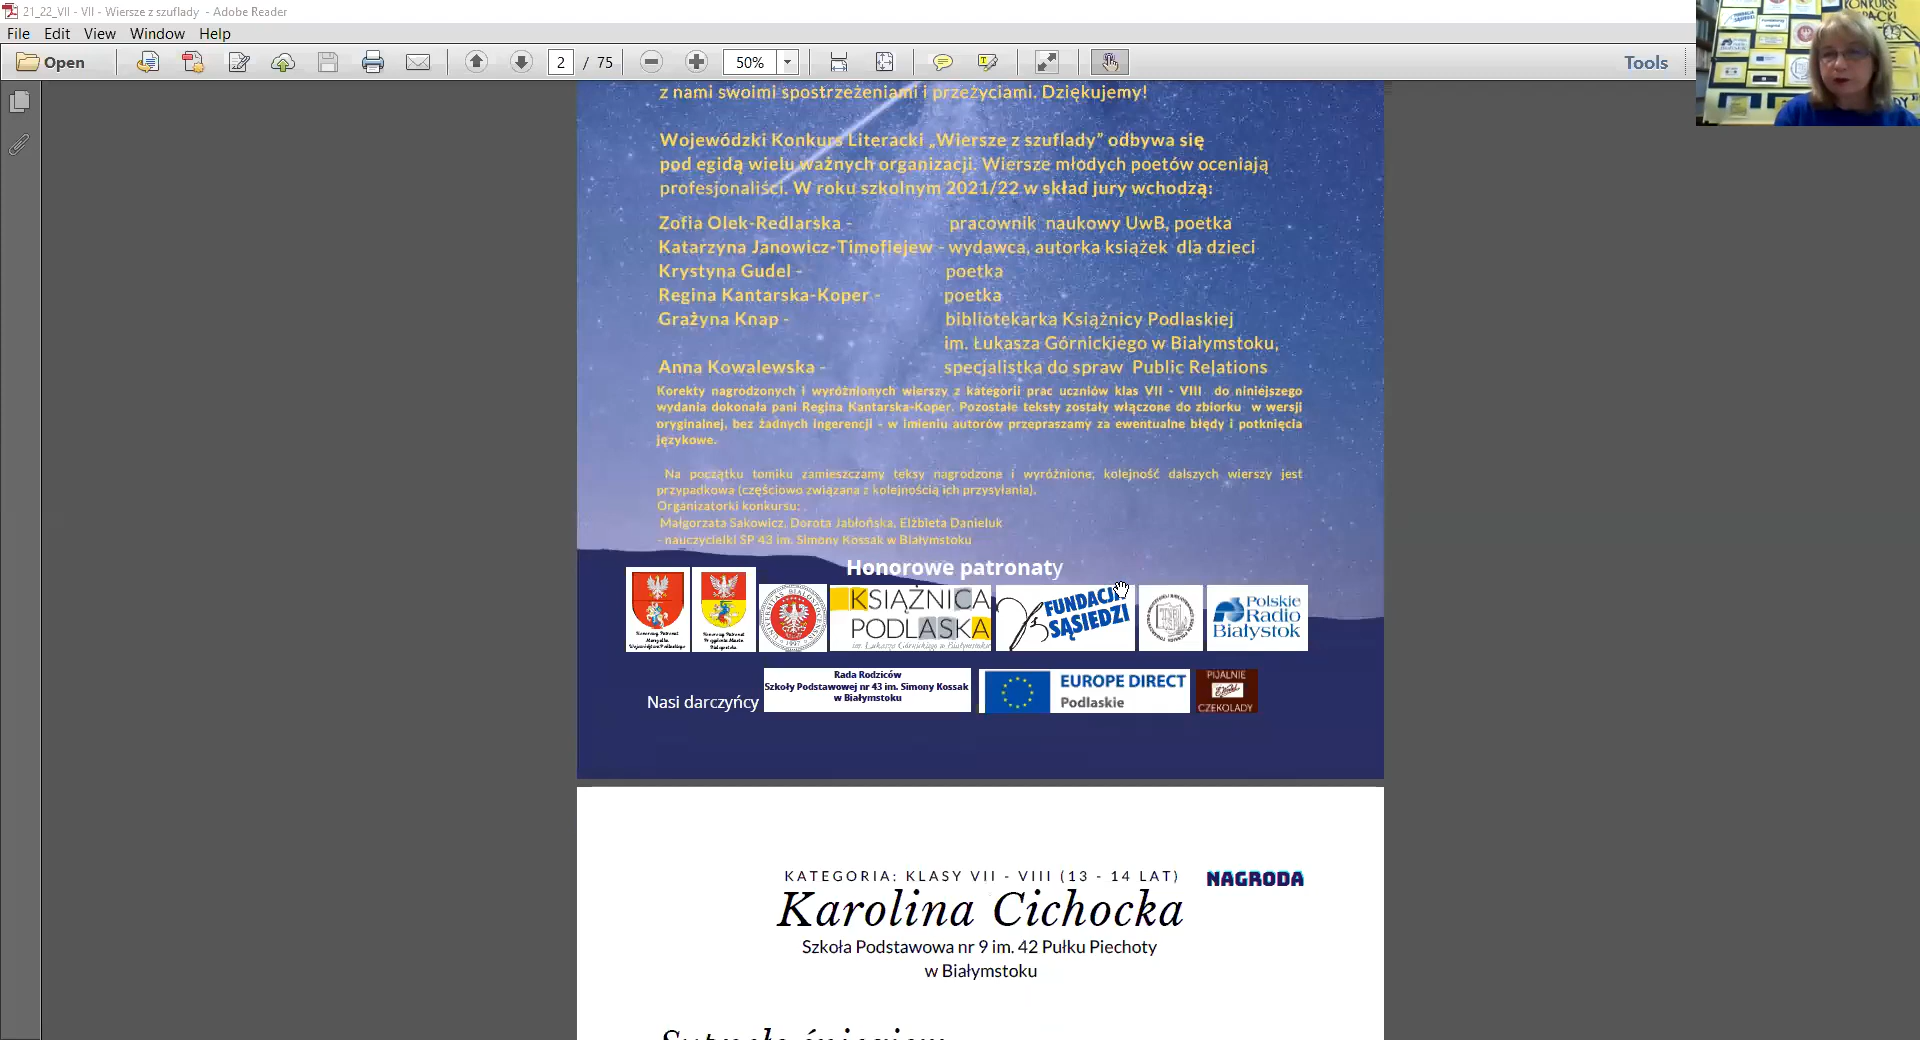 21_22_VII - VII - Wiersze z szuflady - Adobe Reader
File Edit View Window Help
Open 2 / 75 50% Tools
z nami swoimi spostrzeżeniami i przeżyciami. Dziękujemy!
Wojewódzki Konkurs Literacki „Wiersze z szuflady” odbywa się
pod egidą wielu ważnych organizacji. Wiersze młodych poetów oceniają
profesjonaliści. W roku szkolnym 2021/22 w skład jury wchodzą:
Zofia Olek-Redlarska - pracownik naukowy UwB, poetka
Katarzyna Janowicz-Timofiejew - wydawca, autorka książek dla dzieci
Krystyna Gudel - poetka
Regina Kantarska-Koper - poetka
Grażyna Knap - bibliotekarka Książnicy Podlaskiej
im. Łukasza Górnickiego w Białymstoku,
Anna Kowalewska - specjalistka do spraw Public Relations
Korekty nagrodzonych i wyróżnionych wierszy z kategorii prac uczniów klas VII - VIII do niniejszego
wydania dokonała pani Regina Kantarska-Koper. Pozostałe teksty zostały włączone do zbiorku w wersji
oryginalnej, bez żadnych ingerencji - w imieniu autorów przepraszamy za ewentualne błędy i potknięcia
językowe.
Na początku tomiku zamieszczamy teksy nagrodzone i wyróżnione, kolejność dalszych wierszy jest
przypadkowa (częściowo związana z kolejnością ich przysyłania).
Organizatorki konkursu:
Małgorzata Sakowicz, Dorota Jabłońska, Elżbieta Danieluk
- nauczycielki SP 43 im. Simony Kossak w Białymstoku
Honorowe patronaty
KSIĄŻNICA
PODLASKA
im. Łukasza Górnickiego w Białymstoku
FUNDACJA
SĄSIEDZI
Polskie
Radio
Białystok
Nasi darczyńcy
Rada Rodziców
Szkoły Podstawowej nr 43 im. Simony Kossak
w Białymstoku
EUROPE DIRECT
Podlaskie
PIJALNIE
CZEKOLADY
KATEGORIA: KLASY VII - VIII (13 - 14 LAT) NAGRODA
Karolina Cichocka
Szkoła Podstawowa nr 9 im. 42 Pułku Piechoty
w Białymstoku